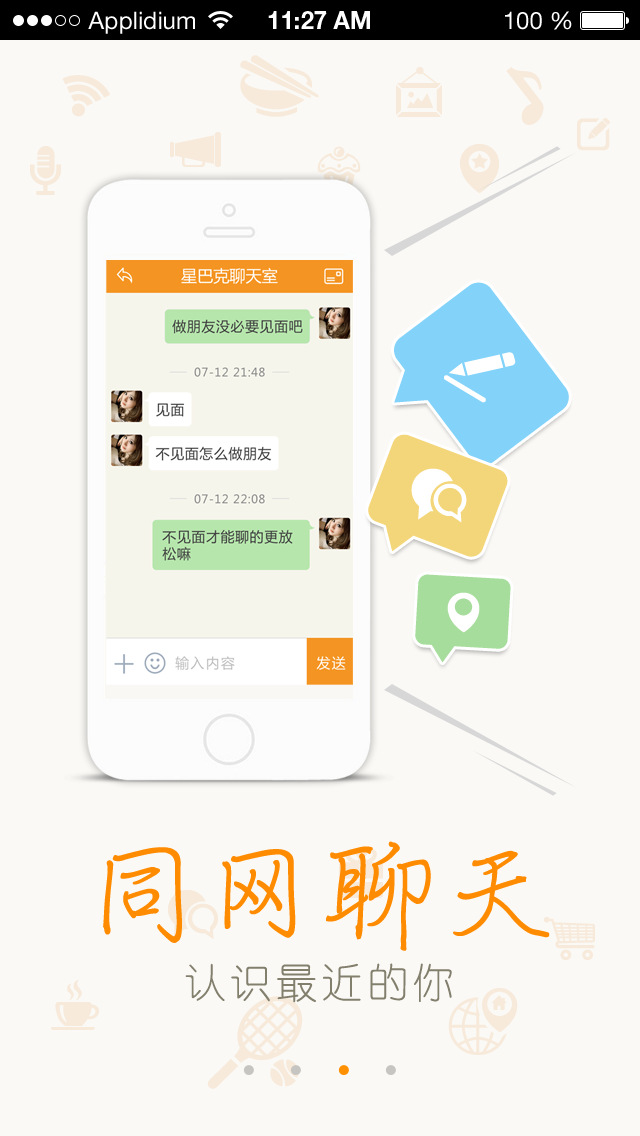 Applidium 11:27 AM 100 %
星巴克聊天室
做朋友没必要见面吧
07-12 21:48
见面
不见面怎么做朋友
07-12 22:08
不见面才能聊的更放
松嘛
输入内容 发送
同网聊天
认识最近的你